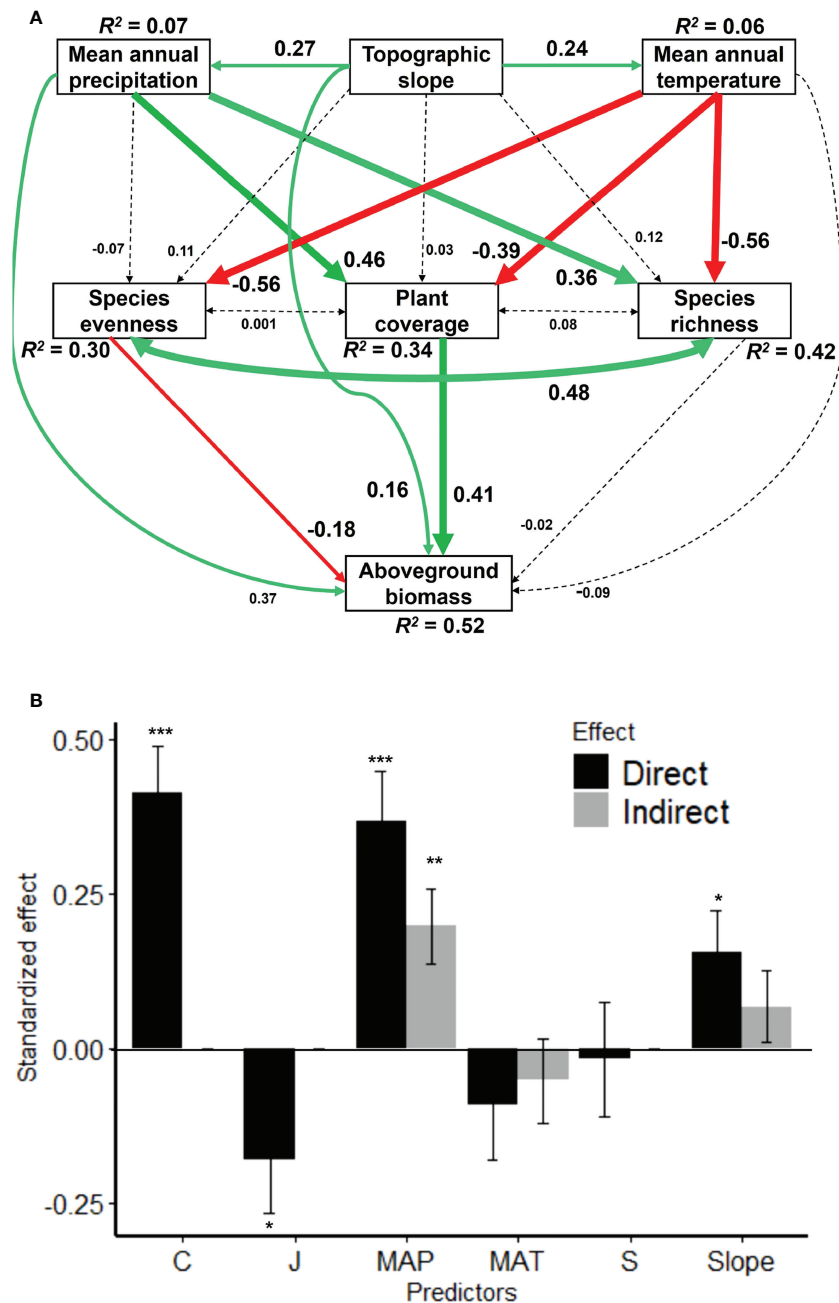 A
R² = 0.07
R² = 0.06
Mean annual
precipitation
0.27
Topographic
slope
0.24
Mean annual
temperature
-0.07
0.11
0.03
0.12
-0.56
0.46
-0.39
0.36
-0.56
Species
evenness
0.001
Plant
coverage
0.08
Species
richness
R² = 0.30
R² = 0.34
R² = 0.42
0.48
0.16
0.41
-0.18
-0.02
-0.09
0.37
Aboveground
biomass
R² = 0.52
B
Effect
Direct
Indirect
***
***
**
*
*
0.50
0.25
0.00
-0.25
Standardized effect
C J MAP MAT S Slope
Predictors